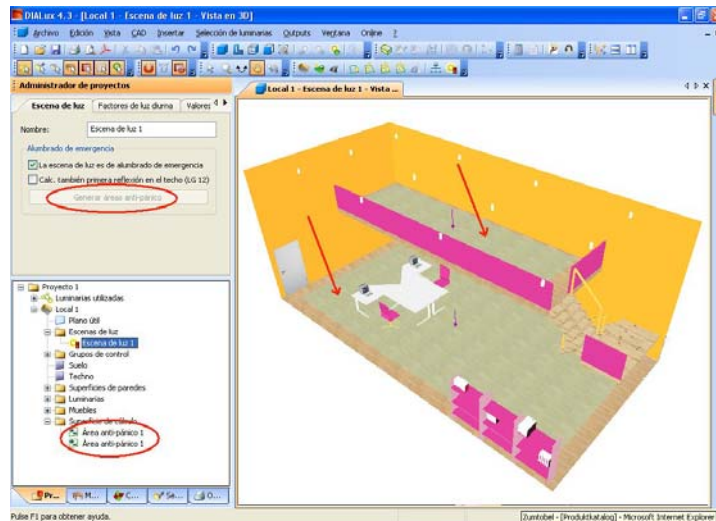 DIALux 4.3 - [Local 1 - Escena de luz 1 - Vista en 3D]
Archivo Edición Vista CAD Insertar Selección de luminarias Outputs Ventana Online ?
Administrador de proyectos
Escena de luz Factores de luz diurna Valores
Local 1 - Escena de luz 1 - Vista ...
Nombre: Escena de luz 1
Alumbrado de emergencia
La escena de luz es de alumbrado de emergencia
Calc. también primera reflexión en el techo (LG 12)
Generar áreas anti-pánico
Proyecto 1
Luminarias utilizadas
Local 1
Plano útil
Escenas de luz
Escena de luz 1
Grupos de control
Suelo
Techno
Superficies de paredes
Luminarias
Muebles
Superficie de cálculo
Área anti-pánico 1
Área anti-pánico 1
Pr... M... C... Se... O...
Pulse F1 para obtener ayuda.
Zumtobel - [Produktkatalog] - Microsoft Internet Explorer